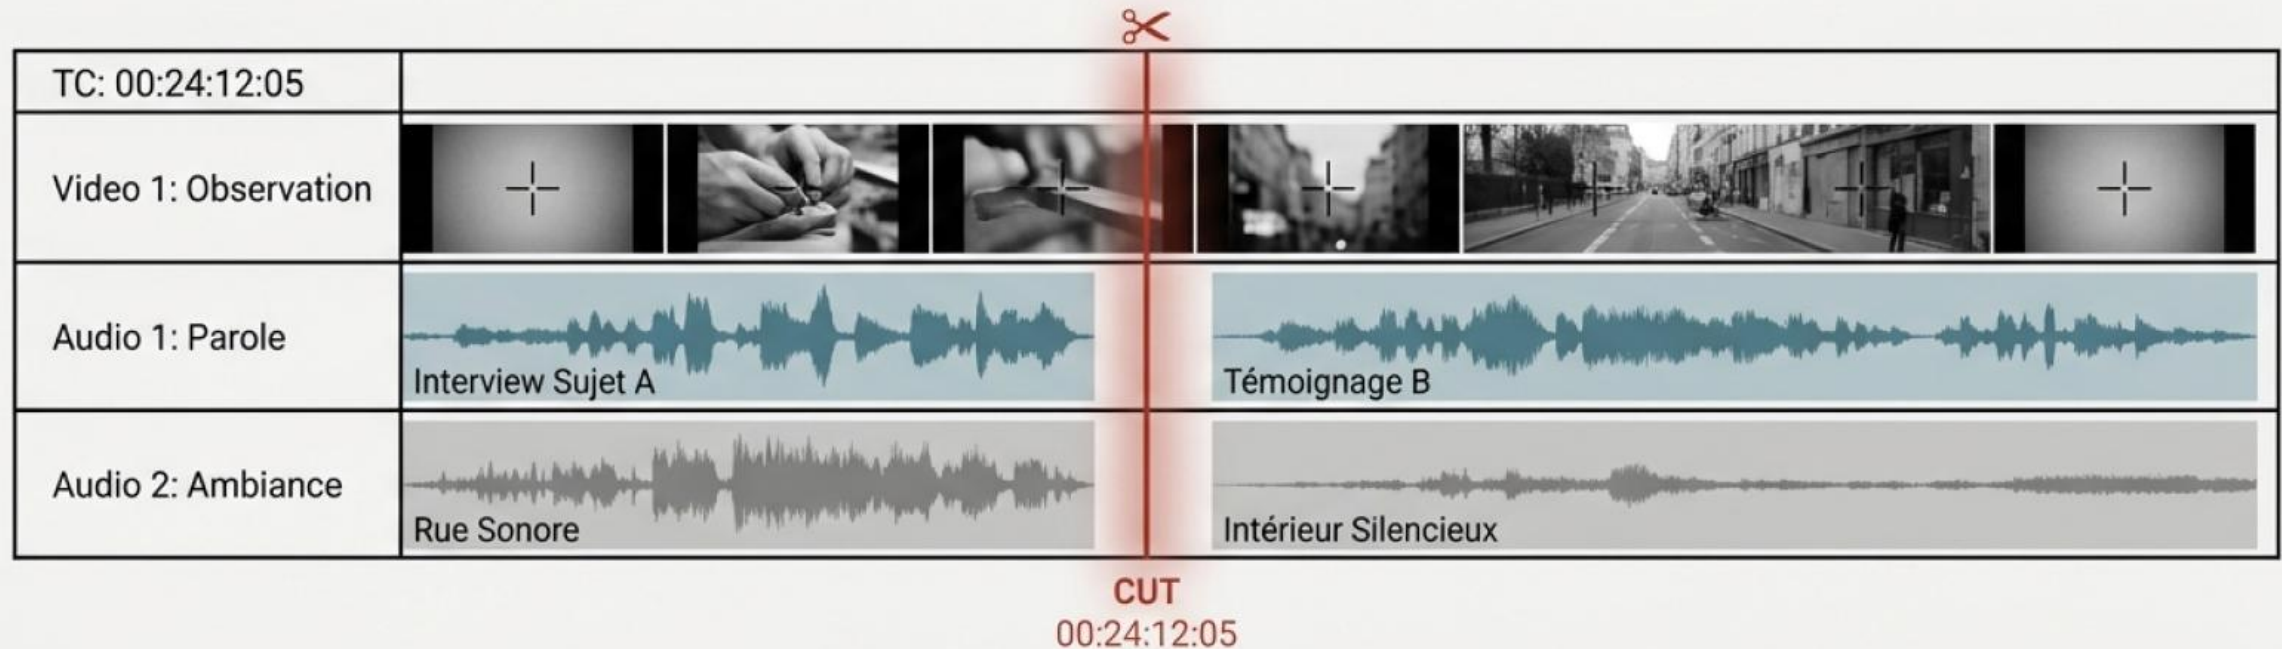 TC: 00:24:12:05
Video 1: Observation
Audio 1: Parole
Interview Sujet A
Témoignage B
Audio 2: Ambiance
Rue Sonore
Intérieur Silencieux
CUT
00:24:12:05